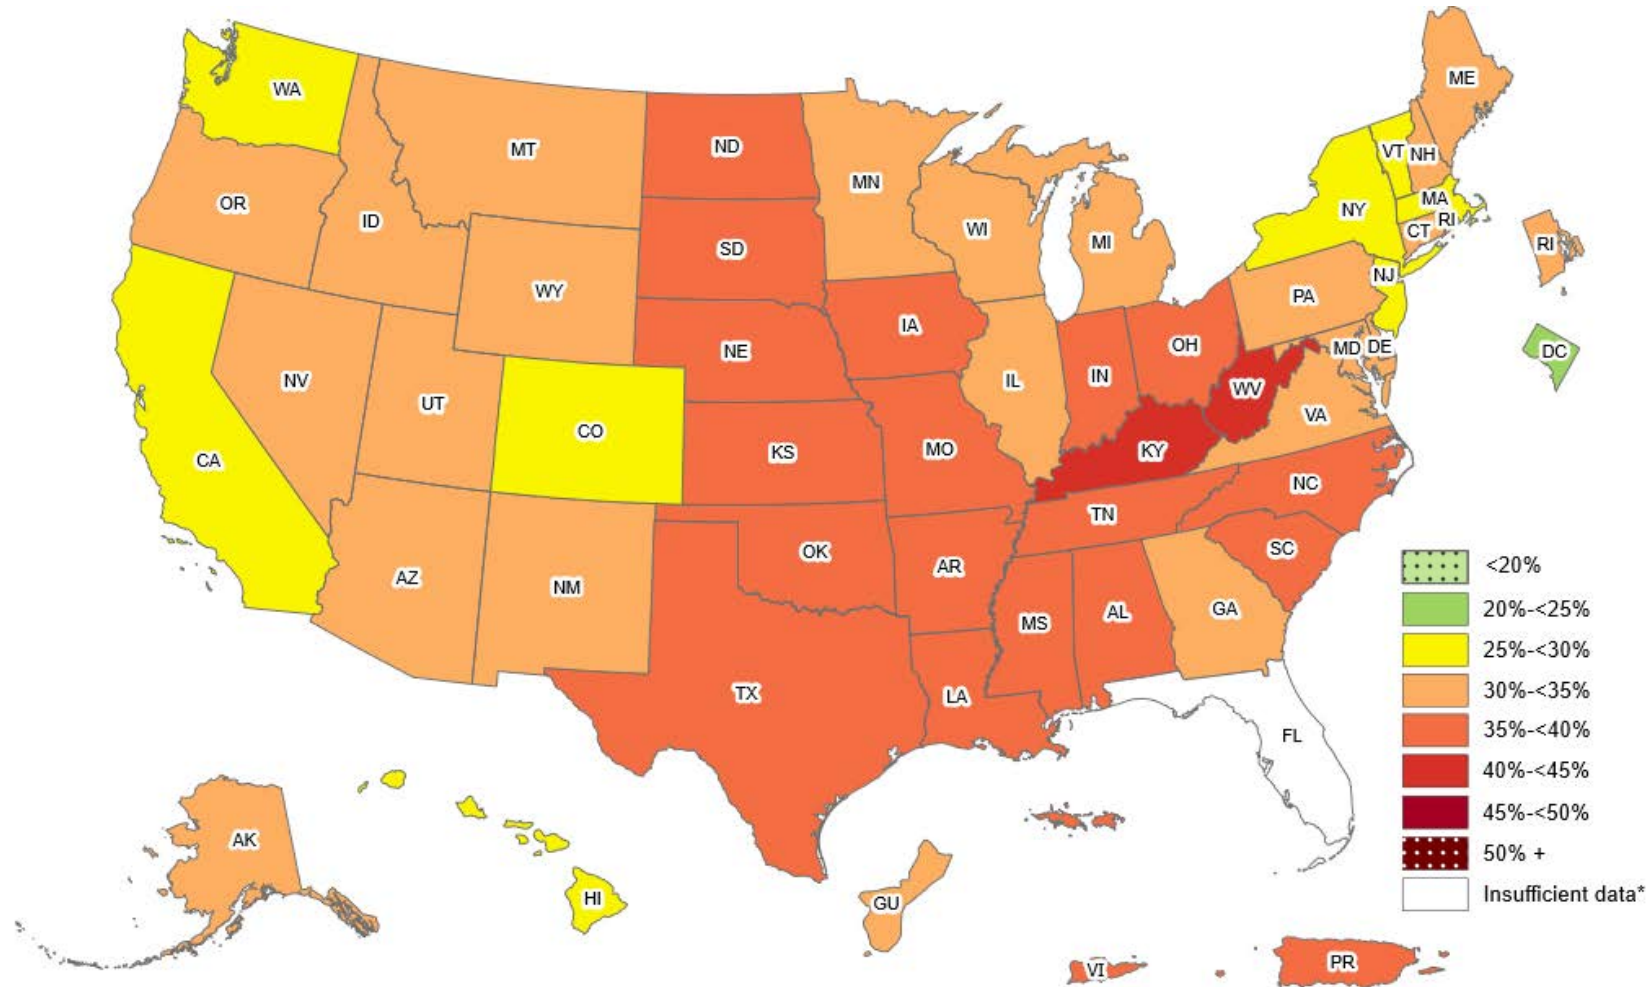 WA
MT
ND
MN
ME
OR
ID
WY
SD
WI
MI
NY
VT
NH
MA
RI
CT
RI
NV
UT
CO
NE
IA
IL
IN
OH
PA
NJ
MD
DE
DC
CA
KS
MO
KY
WV
VA
AZ
NM
OK
AR
TN
NC
SC
TX
LA
MS
AL
GA
FL
AK
HI
GU
VI
PR
<20%
20%-<25%
25%-<30%
30%-<35%
35%-<40%
40%-<45%
45%-<50%
50% +
Insufficient data*